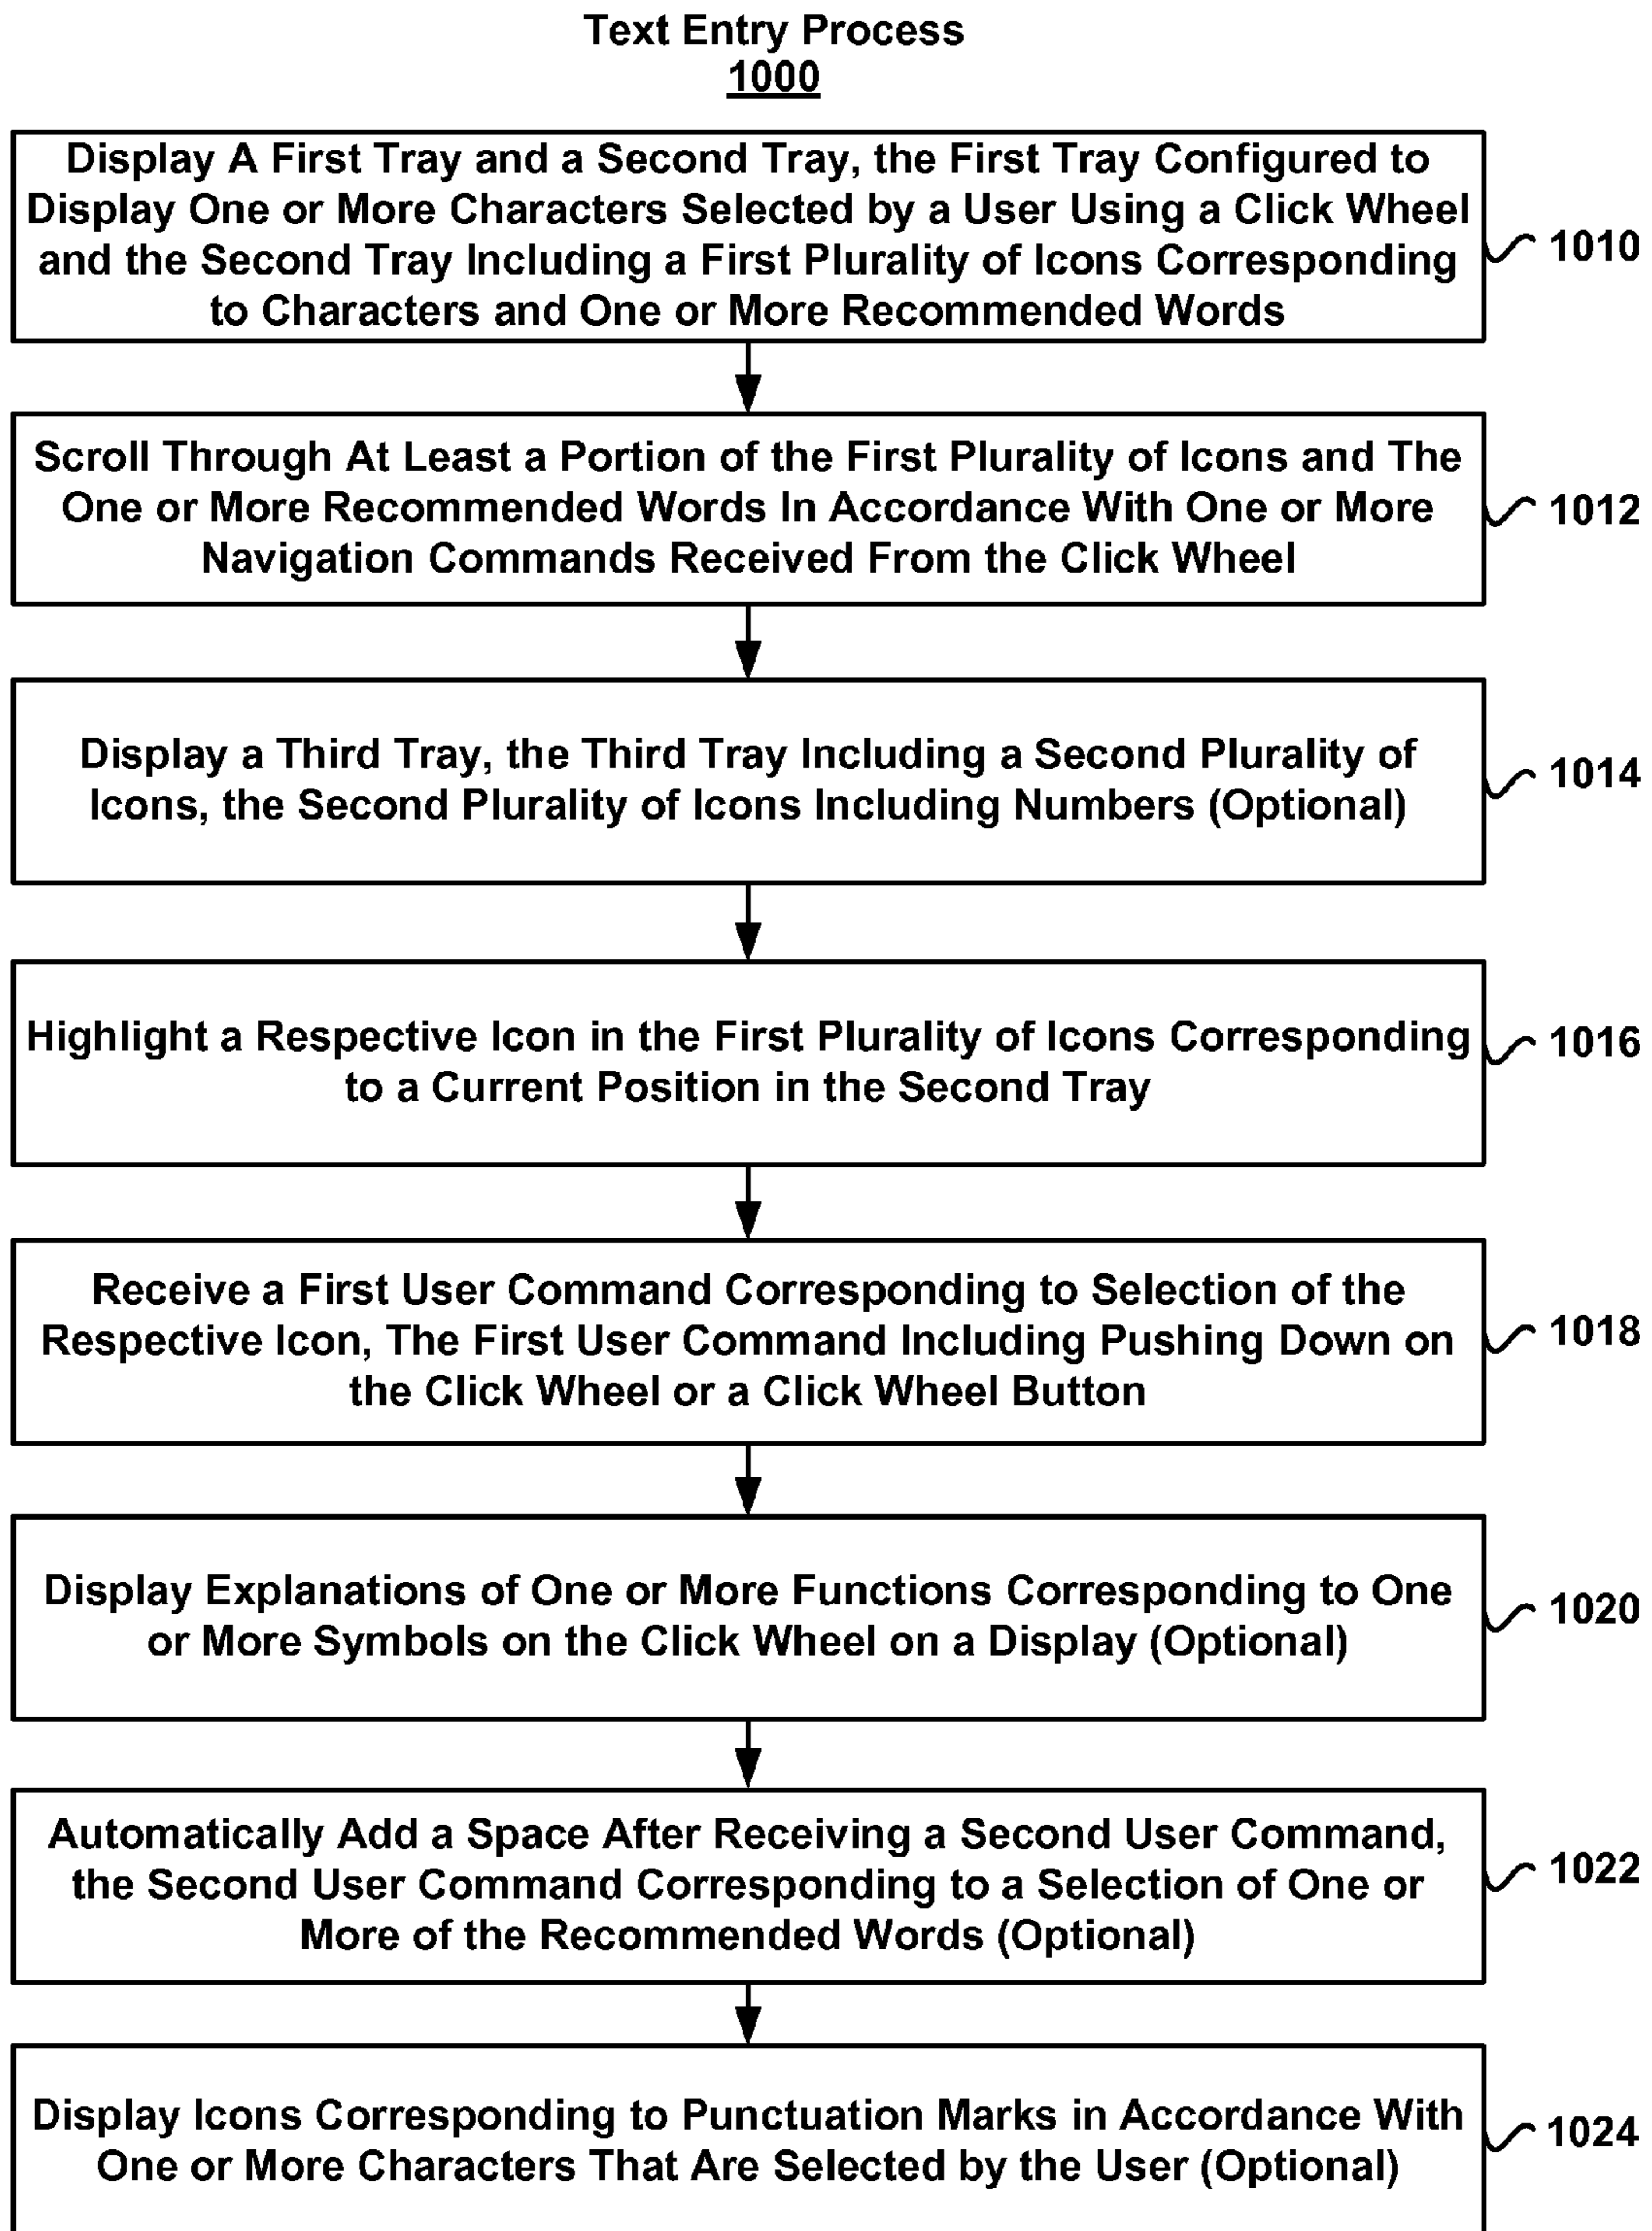 Text Entry Process
1000
Display A First Tray and a Second Tray, the First Tray Configured to
Display One or More Characters Selected by a User Using a Click Wheel
and the Second Tray Including a First Plurality of Icons Corresponding
to Characters and One or More Recommended Words
1010
Scroll Through At Least a Portion of the First Plurality of Icons and The
One or More Recommended Words In Accordance With One or More
Navigation Commands Received From the Click Wheel
1012
Display a Third Tray, the Third Tray Including a Second Plurality of
Icons, the Second Plurality of Icons Including Numbers (Optional)
1014
Highlight a Respective Icon in the First Plurality of Icons Corresponding
to a Current Position in the Second Tray
1016
Receive a First User Command Corresponding to Selection of the
Respective Icon, The First User Command Including Pushing Down on
the Click Wheel or a Click Wheel Button
1018
Display Explanations of One or More Functions Corresponding to One
or More Symbols on the Click Wheel on a Display (Optional)
1020
Automatically Add a Space After Receiving a Second User Command,
the Second User Command Corresponding to a Selection of One or
More of the Recommended Words (Optional)
1022
Display Icons Corresponding to Punctuation Marks in Accordance With
One or More Characters That Are Selected by the User (Optional)
1024